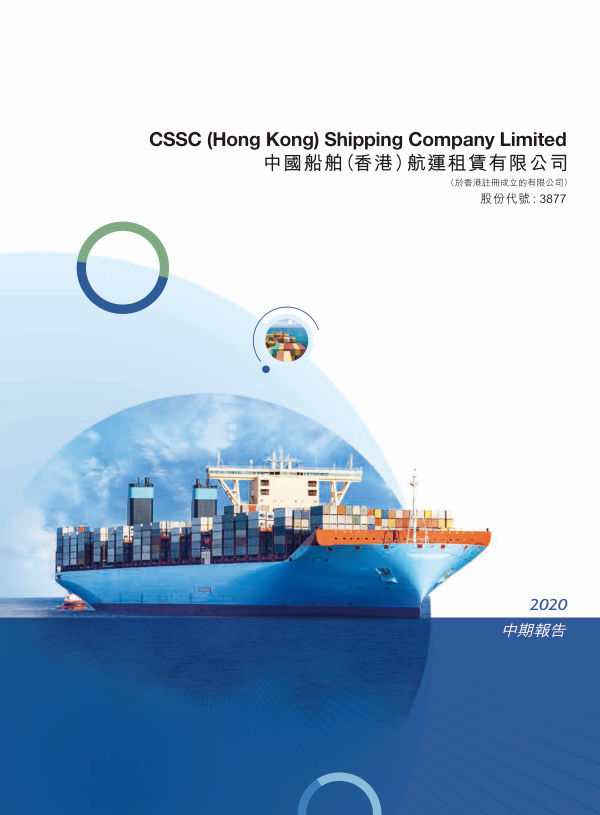 CSSC (Hong Kong) Shipping Company Limited
中國船舶(香港)航運租賃有限公司
(於香港註冊成立的有限公司)
股份代號 : 3877
2020
中期報告